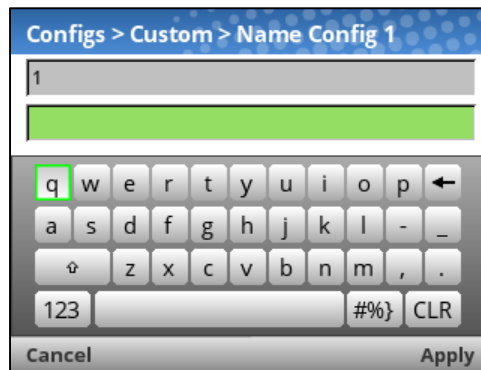 Configs > Custom > Name Config 1
1
q w e r t y u i o p ←
a s d f g h j k l - _
⇧ z x c v b n m , .
123 #%} CLR
Cancel Apply